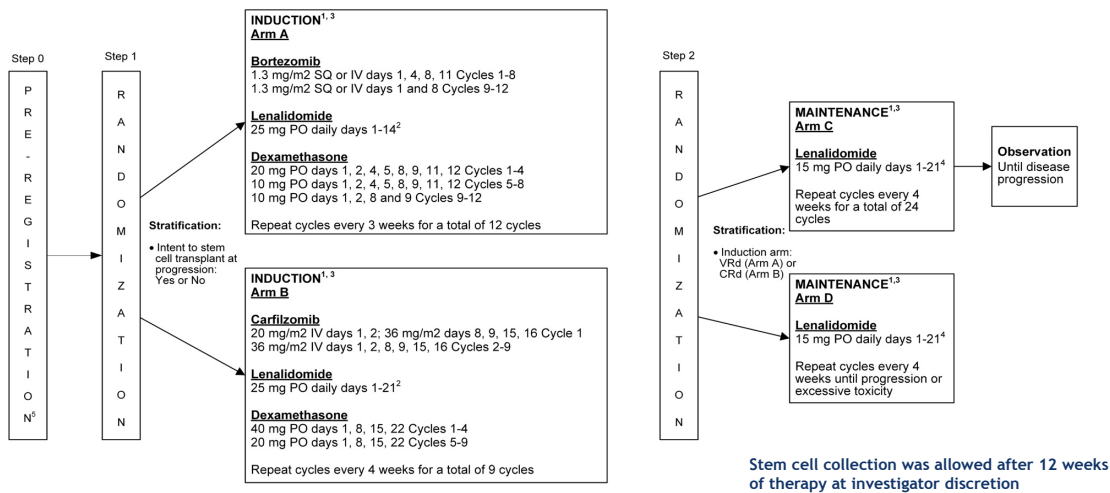 Step 0
PRE-REGISTRATION⁵
Step 1
RANDOMIZATION
Stratification:
• Intent to stem
cell transplant at
progression:
Yes or No
INDUCTION¹, ³
Arm A
Bortezomib
1.3 mg/m2 SQ or IV days 1, 4, 8, 11 Cycles 1-8
1.3 mg/m2 SQ or IV days 1 and 8 Cycles 9-12
Lenalidomide
25 mg PO daily days 1-14²
Dexamethasone
20 mg PO days 1, 2, 4, 5, 8, 9, 11, 12 Cycles 1-4
10 mg PO days 1, 2, 4, 5, 8, 9, 11, 12 Cycles 5-8
10 mg PO days 1, 2, 8 and 9 Cycles 9-12
Repeat cycles every 3 weeks for a total of 12 cycles
INDUCTION¹, ³
Arm B
Carfilzomib
20 mg/m2 IV days 1, 2; 36 mg/m2 days 8, 9, 15, 16 Cycle 1
36 mg/m2 IV days 1, 2, 8, 9, 15, 16 Cycles 2-9
Lenalidomide
25 mg PO daily days 1-21²
Dexamethasone
40 mg PO days 1, 8, 15, 22 Cycles 1-4
20 mg PO days 1, 8, 15, 22 Cycles 5-9
Repeat cycles every 4 weeks for a total of 9 cycles
Step 2
RANDOMIZATION
Stratification:
• Induction arm:
VRd (Arm A) or
CRd (Arm B)
MAINTENANCE¹,³
Arm C
Lenalidomide
15 mg PO daily days 1-21⁴
Repeat cycles every 4
weeks for a total of 24
cycles
Observation
Until disease
progression
MAINTENANCE¹,³
Arm D
Lenalidomide
15 mg PO daily days 1-21⁴
Repeat cycles every 4
weeks until progression or
excessive toxicity
Stem cell collection was allowed after 12 weeks
of therapy at investigator discretion